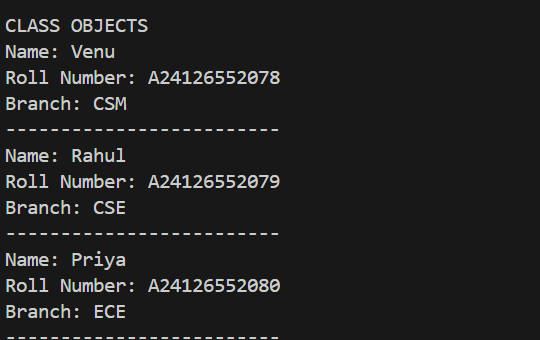 CLASS OBJECTS
Name: Venu
Roll Number: A24126552078
Branch: CSM
-------------------------
Name: Rahul
Roll Number: A24126552079
Branch: CSE
-------------------------
Name: Priya
Roll Number: A24126552080
Branch: ECE
-------------------------